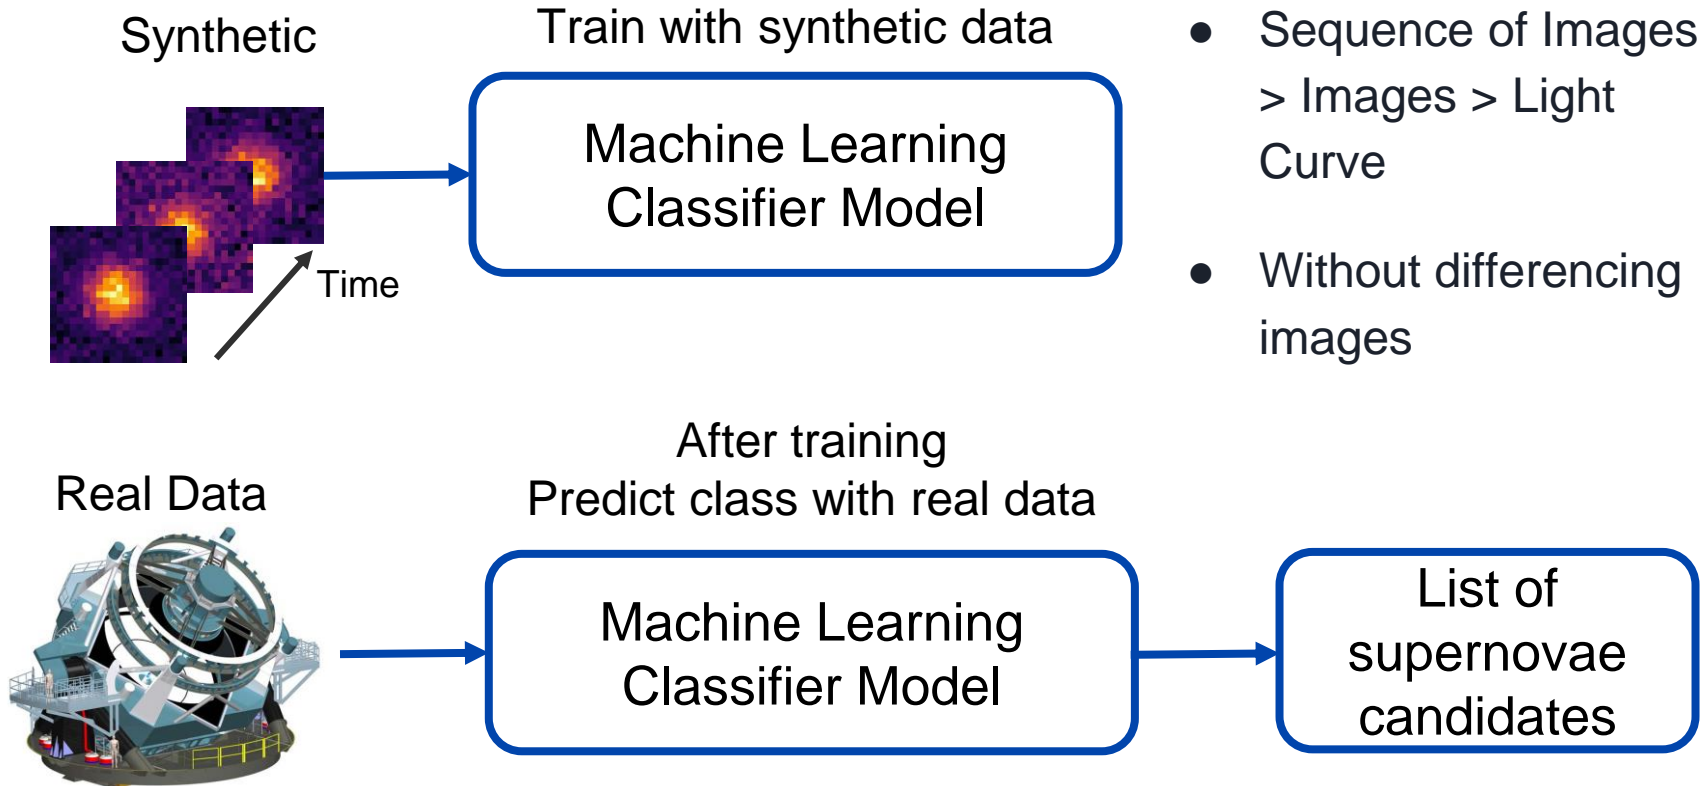 Synthetic
Train with synthetic data
Machine Learning
Classifier Model
Time
● Sequence of Images
> Images > Light
Curve
● Without differencing
images
Real Data
After training
Predict class with real data
Machine Learning
Classifier Model
List of
supernovae
candidates